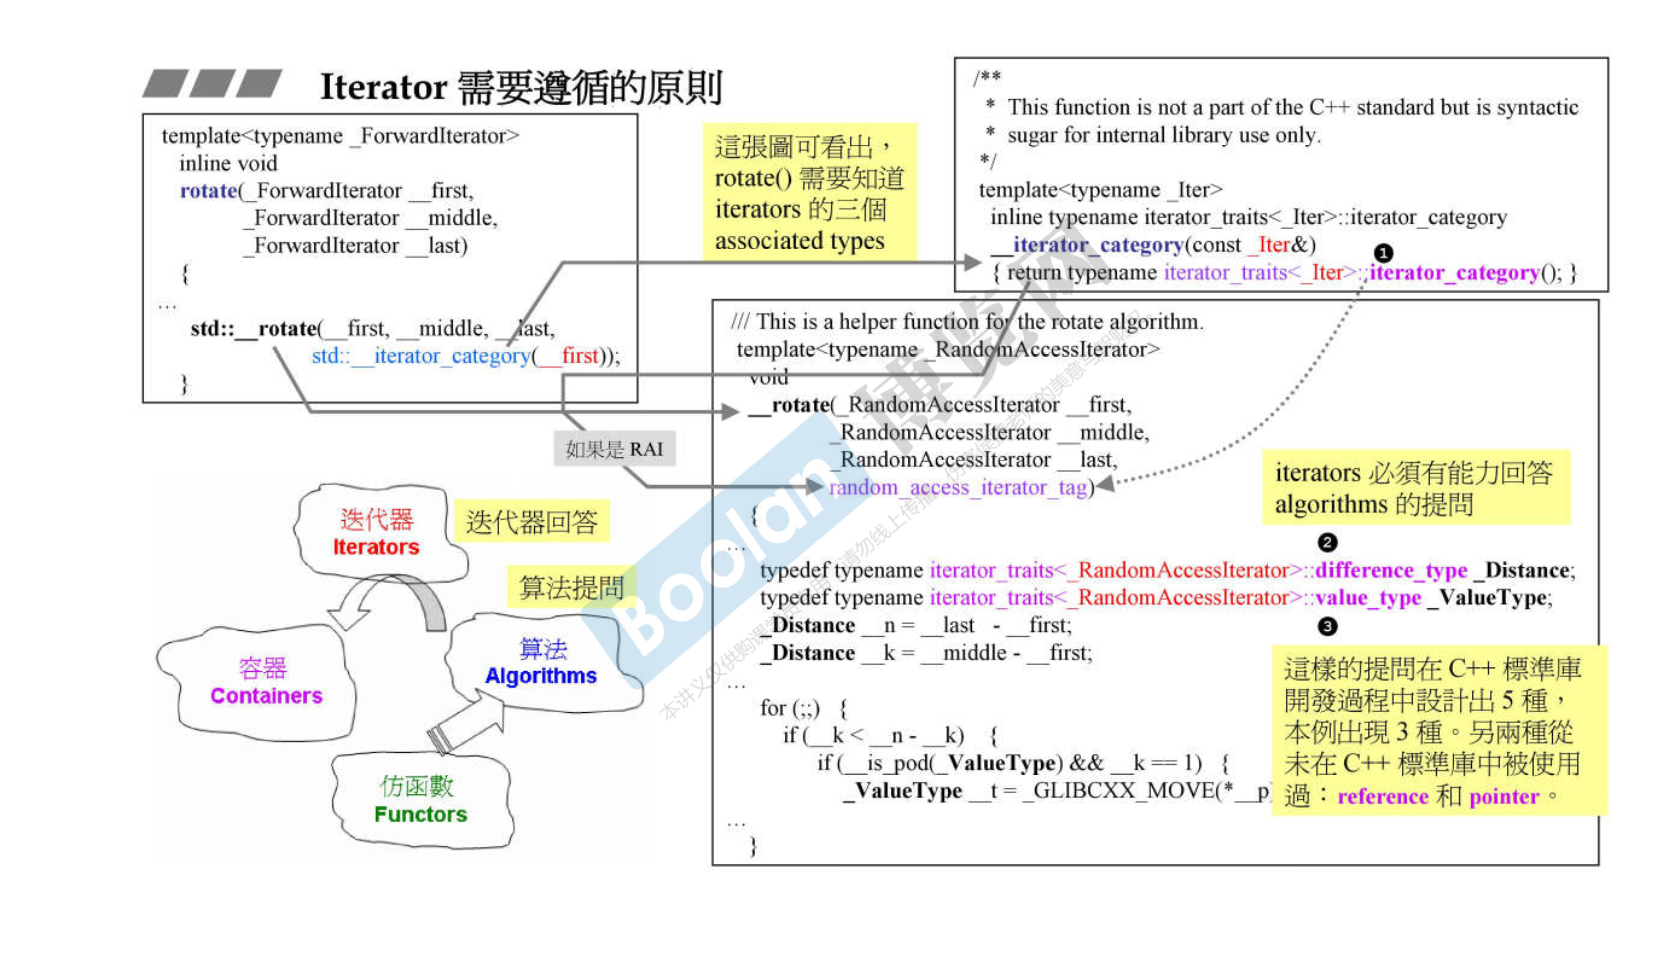 Iterator 需要遵循的原則
template<typename _ForwardIterator>
inline void
rotate(_ForwardIterator __first,
_ForwardIterator __middle,
_ForwardIterator __last)
{
…
std::__rotate(__first, __middle, __last,
std::__iterator_category(__first));
}
這張圖可看出，
rotate() 需要知道
iterators 的三個
associated types
/**
* This function is not a part of the C++ standard but is syntactic
* sugar for internal library use only.
*/
template<typename _Iter>
inline typename iterator_traits<_Iter>::iterator_category
__iterator_category(const _Iter&)
{ return typename iterator_traits<_Iter>::iterator_category(); }
❶
/// This is a helper function for the rotate algorithm.
template<typename _RandomAccessIterator>
void
__rotate(_RandomAccessIterator __first,
_RandomAccessIterator __middle,
_RandomAccessIterator __last,
random_access_iterator_tag)
{
…
❷
typedef typename iterator_traits<_RandomAccessIterator>::difference_type _Distance;
typedef typename iterator_traits<_RandomAccessIterator>::value_type _ValueType;
❸
_Distance __n = __last - __first;
_Distance __k = __middle - __first;
…
for (;;) {
if (__k < __n - __k) {
if (__is_pod(_ValueType) && __k == 1) {
_ValueType __t = _GLIBCXX_MOVE(*__p)
…
}
如果是 RAI
iterators 必須有能力回答
algorithms 的提問
這樣的提問在 C++ 標準庫
開發過程中設計出 5 種，
本例出現 3 種。另兩種從
未在 C++ 標準庫中被使用
過：reference 和 pointer。
迭代器
Iterators
迭代器回答
算法提問
容器
Containers
算法
Algorithms
仿函數
Functors
Boolan
博览网